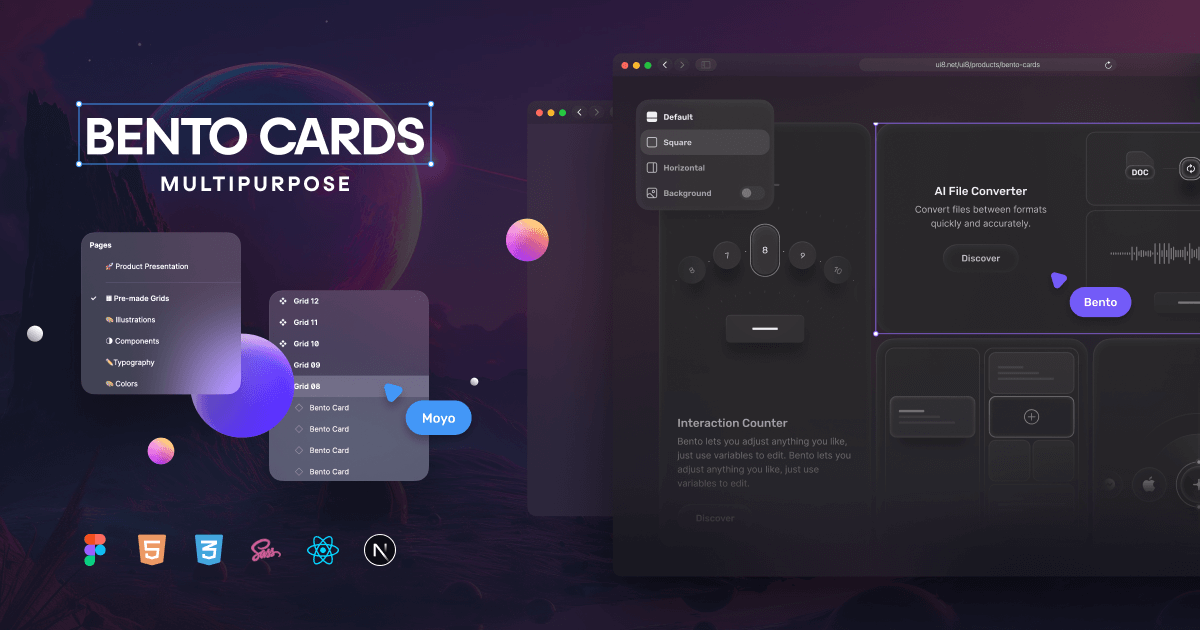 BENTO CARDS
MULTIPURPOSE
Pages
Product Presentation
Pre-made Grids
Illustrations
Components
Typography
Colors
Grid 12
Grid 11
Grid 10
Grid 09
Grid 08
Bento Card
Bento Card
Bento Card
Bento Card
Moyo
5
3
Sass
N
ui8.net/ui8/products/bento-cards
Default
Square
Horizontal
Background
7
8
9
10
Interaction Counter
Bento lets you adjust anything you like,
just use variables to edit. Bento lets you
adjust anything you like, just use
variables to edit.
Discover
AI File Converter
Convert files between formats
quickly and accurately.
Discover
DOC
Bento